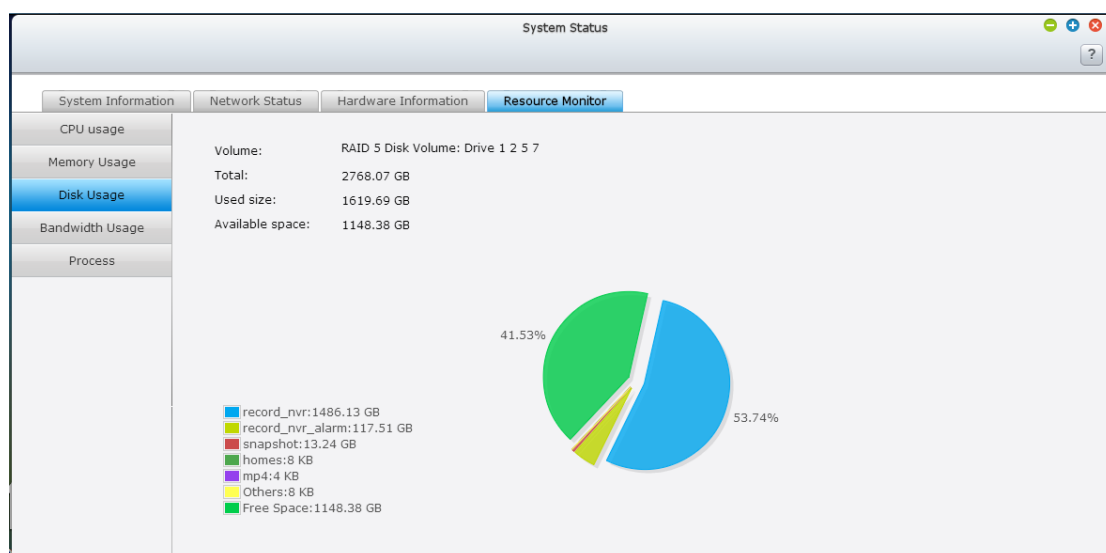 System Status
?
System Information Network Status Hardware Information Resource Monitor
CPU usage
Memory Usage
Disk Usage
Bandwidth Usage
Process
Volume: RAID 5 Disk Volume: Drive 1 2 5 7
Total: 2768.07 GB
Used size: 1619.69 GB
Available space: 1148.38 GB
41.53%
53.74%
record_nvr:1486.13 GB
record_nvr_alarm:117.51 GB
snapshot:13.24 GB
homes:8 KB
mp4:4 KB
Others:8 KB
Free Space:1148.38 GB